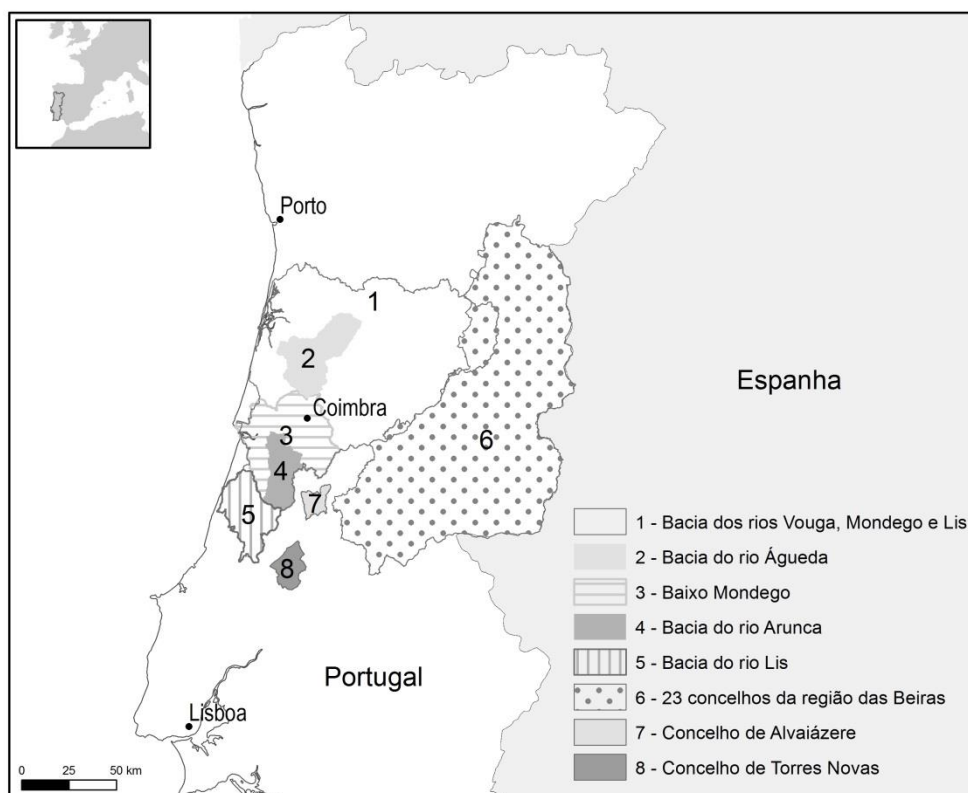 Porto
1
2
Coimbra
3
4
5
6
7
8
Espanha
Portugal
Lisboa
0 25 50 km
1 - Bacia dos rios Vouga, Mondego e Lis
2 - Bacia do rio Águeda
3 - Baixo Mondego
4 - Bacia do rio Arunca
5 - Bacia do rio Lis
6 - 23 concelhos da região das Beiras
7 - Concelho de Alvaiázere
8 - Concelho de Torres Novas